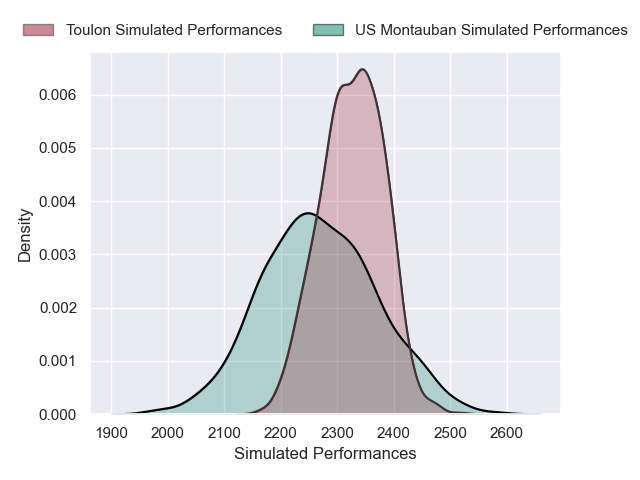 Toulon Simulated Performances US Montauban Simulated Performances
0.006
0.005
0.004
0.003
0.002
0.001
0.000
Density
1900 2000 2100 2200 2300 2400 2500 2600
Simulated Performances